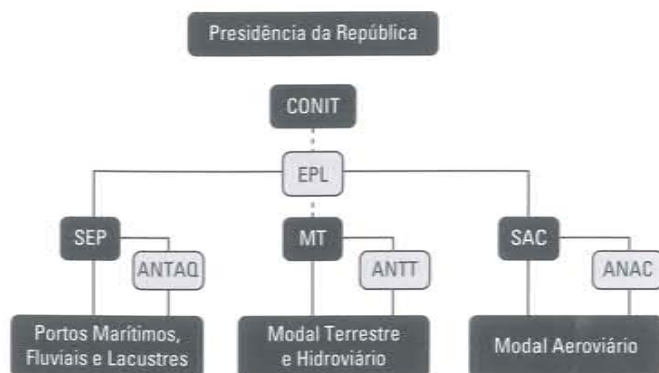 Presidência da República
CONIT
EPL
SEP
MT
SAC
ANTAQ
ANTT
ANAC
Portos Marítimos,
Fluviais e Lacustres
Modal Terrestre
e Hidroviário
Modal Aeroviário